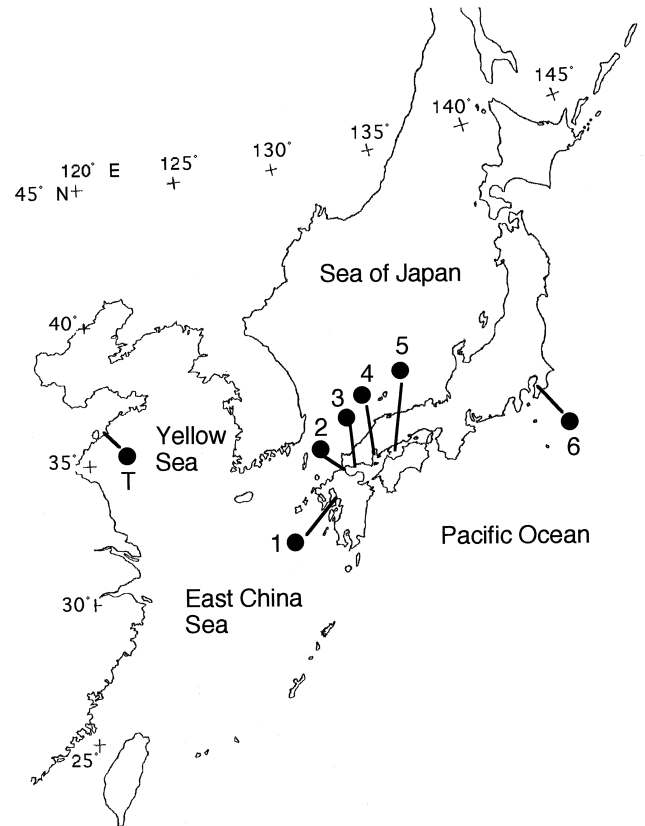 145°
140°
135°
130°
125°
120° E
45° N
Sea of Japan
40°
5
4
3
2
Yellow
Sea
6
35°
T
1
Pacific Ocean
30°
East China
Sea
25°